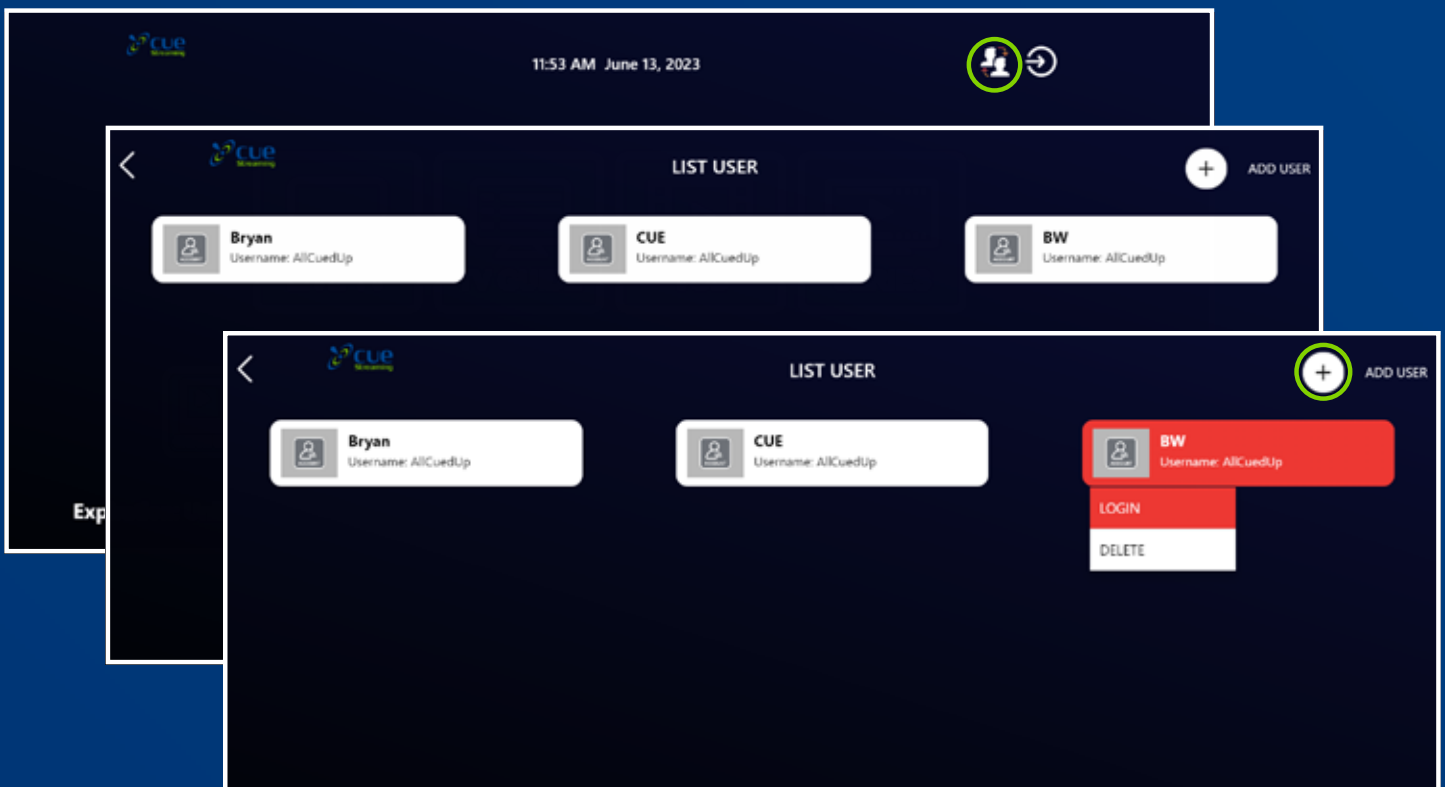 cue
Streaming
11:53 AM June 13, 2023
Exp
cue
Streaming
LIST USER
+ ADD USER
Bryan
Username: AllCuedUp
CUE
Username: AllCuedUp
BW
Username: AllCuedUp
cue
Streaming
LIST USER
+ ADD USER
Bryan
Username: AllCuedUp
CUE
Username: AllCuedUp
BW
Username: AllCuedUp
LOGIN
DELETE